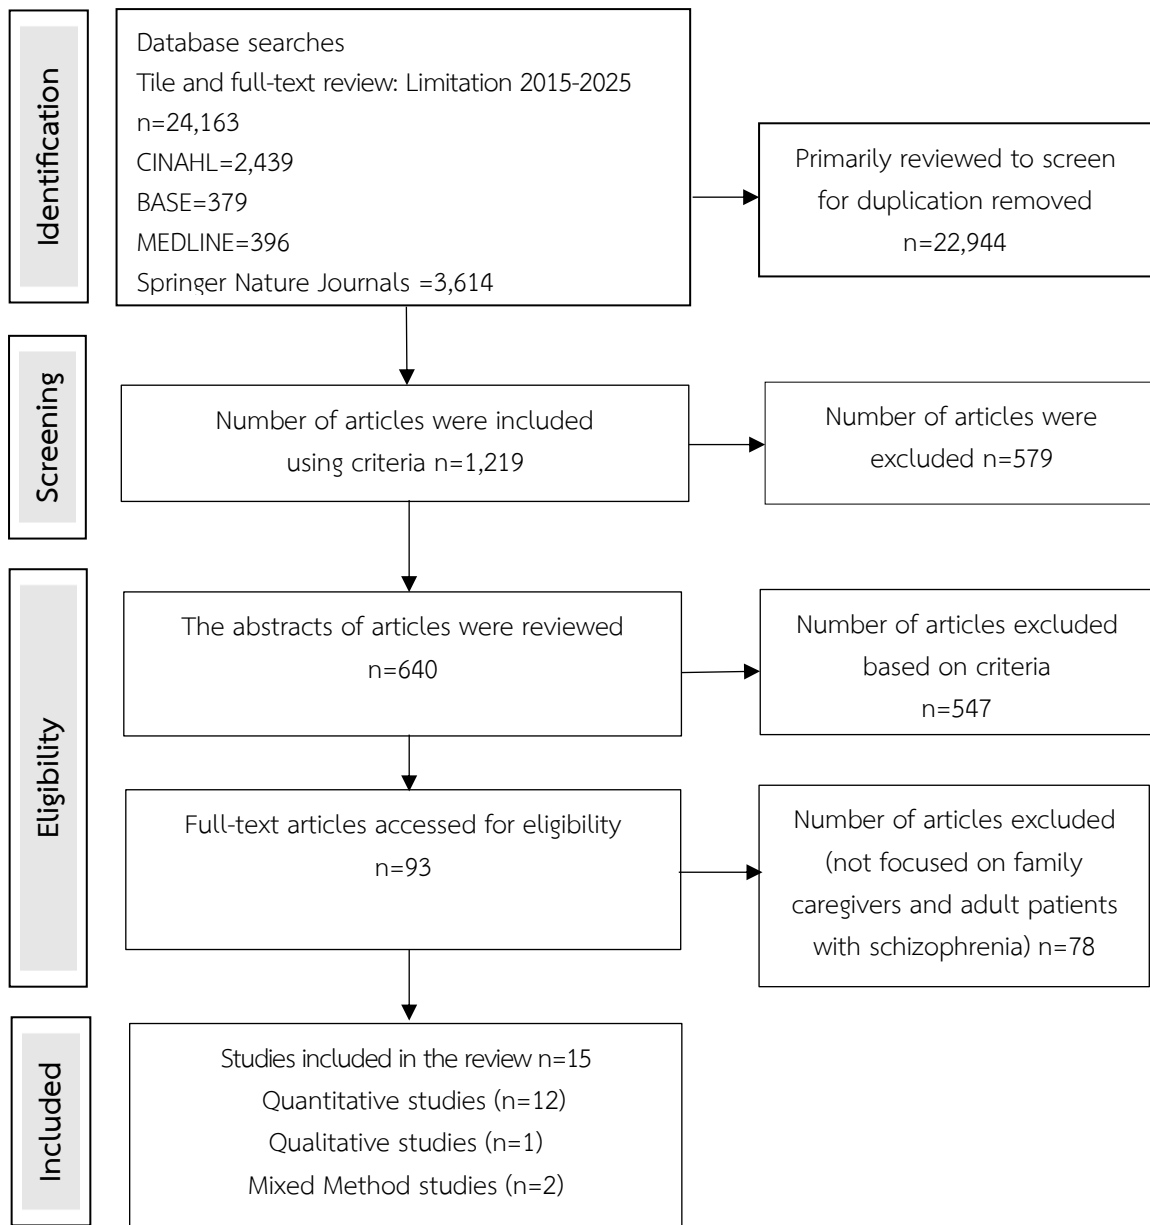 Identification
Database searches
Tile and full-text review: Limitation 2015-2025
n=24,163
CINAHL=2,439
BASE=379
MEDLINE=396
Springer Nature Journals =3,614
Primarily reviewed to screen
for duplication removed
n=22,944
Screening
Number of articles were included
using criteria n=1,219
Number of articles were
excluded n=579
Eligibility
The abstracts of articles were reviewed
n=640
Number of articles excluded
based on criteria
n=547
Full-text articles accessed for eligibility
n=93
Number of articles excluded
(not focused on family
caregivers and adult patients
with schizophrenia) n=78
Included
Studies included in the review n=15
Quantitative studies (n=12)
Qualitative studies (n=1)
Mixed Method studies (n=2)